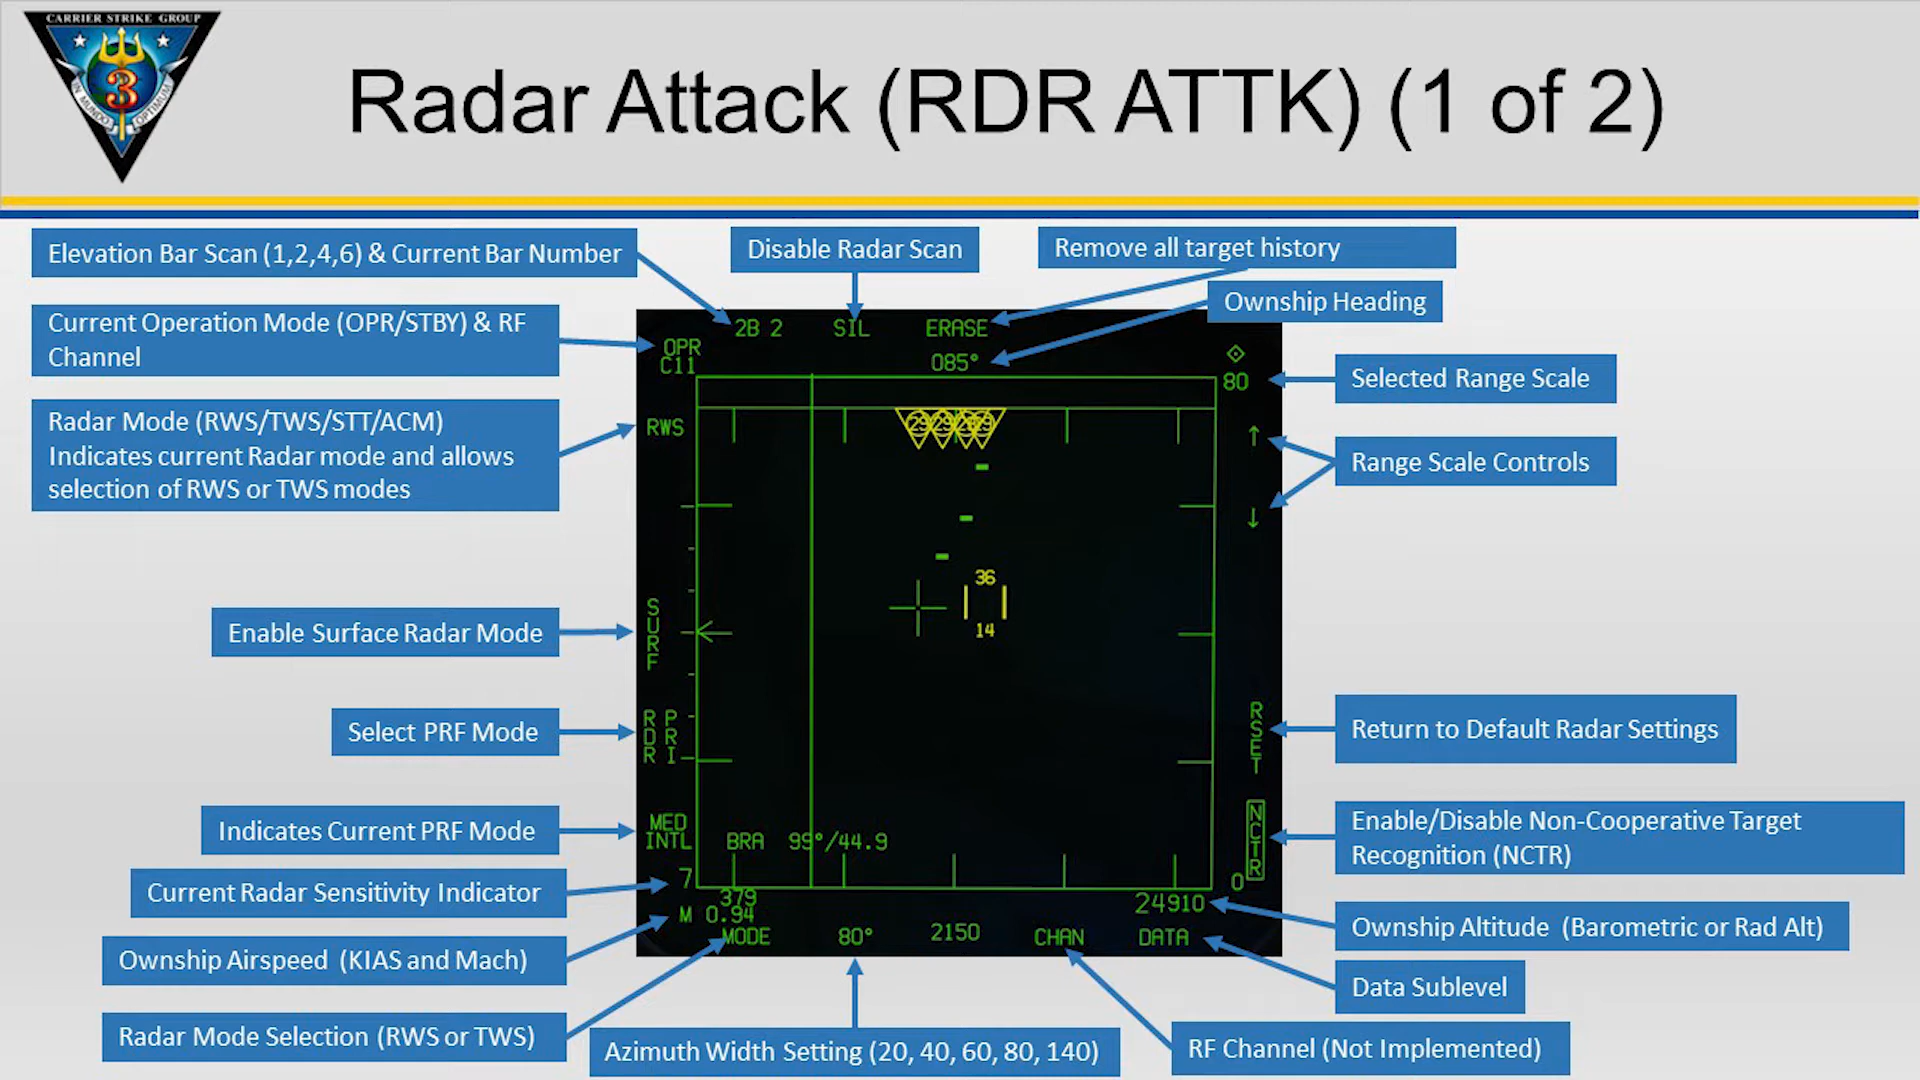 CARRIER STRIKE GROUP
3
IN MUNDO OPTIMUM
Radar Attack (RDR ATTK) (1 of 2)
Elevation Bar Scan (1,2,4,6) & Current Bar Number
Disable Radar Scan
Remove all target history
Ownship Heading
Current Operation Mode (OPR/STBY) & RF
Channel
Selected Range Scale
Radar Mode (RWS/TWS/STT/ACM)
Indicates current Radar mode and allows
selection of RWS or TWS modes
Range Scale Controls
Enable Surface Radar Mode
Select PRF Mode
Return to Default Radar Settings
Indicates Current PRF Mode
Enable/Disable Non-Cooperative Target
Recognition (NCTR)
Current Radar Sensitivity Indicator
Ownship Airspeed (KIAS and Mach)
Ownship Altitude (Barometric or Rad Alt)
Data Sublevel
Radar Mode Selection (RWS or TWS)
Azimuth Width Setting (20, 40, 60, 80, 140)
RF Channel (Not Implemented)
2B 2 SIL ERASE
OPR
C11
085°
80
RWS
29 29 29
↑
↓
36
14
SURF
RDR PRI
RSET
MED
INTL
BRA 99°/44.9
NCTR
7
0
379
M 0.94
24910
MODE 80° 2150 CHAN DATA